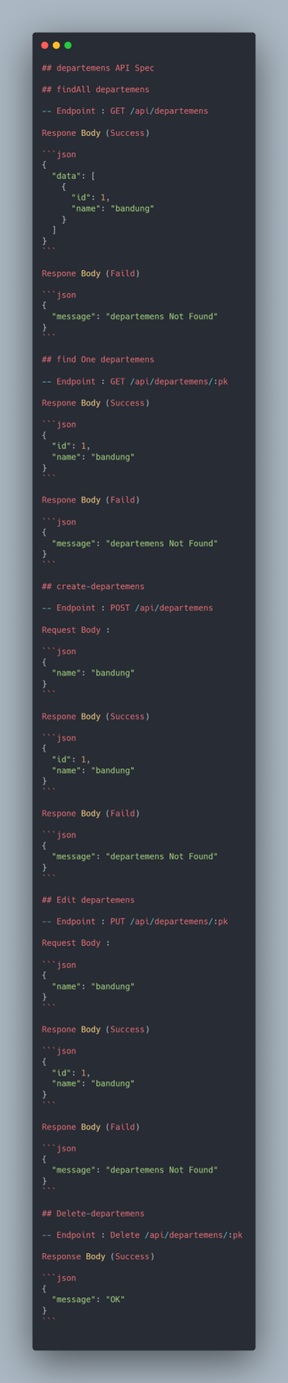 ## departemens API Spec
## findAll departemens
-- Endpoint : GET /api/departemens
Respone Body (Success)
```json
{
  "data": [
    {
      "id": 1,
      "name": "bandung"
    }
  ]
}
```
Respone Body (Faild)
```json
{
  "message": "departemens Not Found"
}
```
## find One departemens
-- Endpoint : GET /api/departemens/:pk
Respone Body (Success)
```json
{
  "id": 1,
  "name": "bandung"
}
```
Respone Body (Faild)
```json
{
  "message": "departemens Not Found"
}
```
## create-departemens
-- Endpoint : POST /api/departemens
Request Body :
```json
{
  "name": "bandung"
}
```
Respone Body (Success)
```json
{
  "id": 1,
  "name": "bandung"
}
```
Respone Body (Faild)
```json
{
  "message": "departemens Not Found"
}
```
## Edit departemens
-- Endpoint : PUT /api/departemens/:pk
Request Body :
```json
{
  "name": "bandung"
}
```
Respone Body (Success)
```json
{
  "id": 1,
  "name": "bandung"
}
```
Respone Body (Faild)
```json
{
  "message": "departemens Not Found"
}
```
## Delete-departemens
-- Endpoint : Delete /api/departemens/:pk
Response Body (Success)
```json
{
  "message": "OK"
}
```